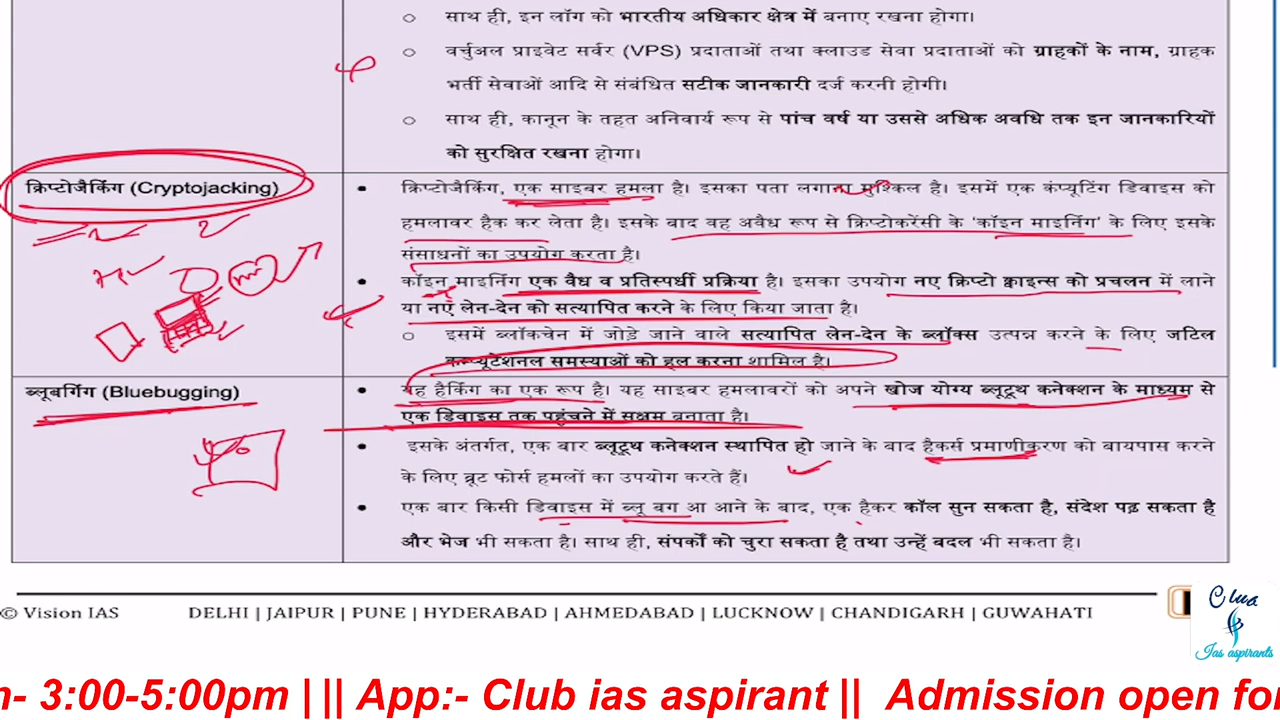 ○ साथ ही, इन लॉग को भारतीय अधिकार क्षेत्र में बनाए रखना होगा।
○ वर्चुअल प्राइवेट सर्वर (VPS) प्रदाताओं तथा क्लाउड सेवा प्रदाताओं को ग्राहकों के नाम, ग्राहक
भर्ती सेवाओं आदि से संबंधित सटीक जानकारी दर्ज करनी होगी।
○ साथ ही, कानून के तहत अनिवार्य रूप से पांच वर्ष या उससे अधिक अवधि तक इन जानकारियों
को सुरक्षित रखना होगा।
क्रिप्टोजैकिंग (Cryptojacking)
• क्रिप्टोजैकिंग, एक साइबर हमला है। इसका पता लगाना मुश्किल है। इसमें एक कंप्यूटिंग डिवाइस को
हमलावर हैक कर लेता है। इसके बाद वह अवैध रूप से क्रिप्टोकरेंसी के 'कॉइन माइनिंग' के लिए इसके
संसाधनों का उपयोग करता है।
• कॉइन माइनिंग एक वैध व प्रतिस्पर्धी प्रक्रिया है। इसका उपयोग नए क्रिप्टो क्वाइन्स को प्रचलन में लाने
या नए लेन-देन को सत्यापित करने के लिए किया जाता है।
○ इसमें ब्लॉकचेन में जोड़े जाने वाले सत्यापित लेन-देन के ब्लॉक्स उत्पन्न करने के लिए जटिल
कम्प्यूटेशनल समस्याओं को हल करना शामिल है।
ब्लूबगिंग (Bluebugging)
• यह हैकिंग का एक रूप है। यह साइबर हमलावरों को अपने खोज योग्य ब्लूटूथ कनेक्शन के माध्यम से
एक डिवाइस तक पहुंचने में सक्षम बनाता है।
• इसके अंतर्गत, एक बार ब्लूटूथ कनेक्शन स्थापित हो जाने के बाद हैकर्स प्रमाणीकरण को बायपास करने
के लिए ब्रूट फोर्स हमलों का उपयोग करते हैं।
• एक बार किसी डिवाइस में ब्लू बग आ आने के बाद, एक हैकर कॉल सुन सकता है, संदेश पढ़ सकता है
और भेज भी सकता है। साथ ही, संपर्कों को चुरा सकता है तथा उन्हें बदल भी सकता है।
© Vision IAS DELHI | JAIPUR | PUNE | HYDERABAD | AHMEDABAD | LUCKNOW | CHANDIGARH | GUWAHATI
Club
Ias aspirants
- 3:00-5:00pm | || App:- Club ias aspirant || Admission open for